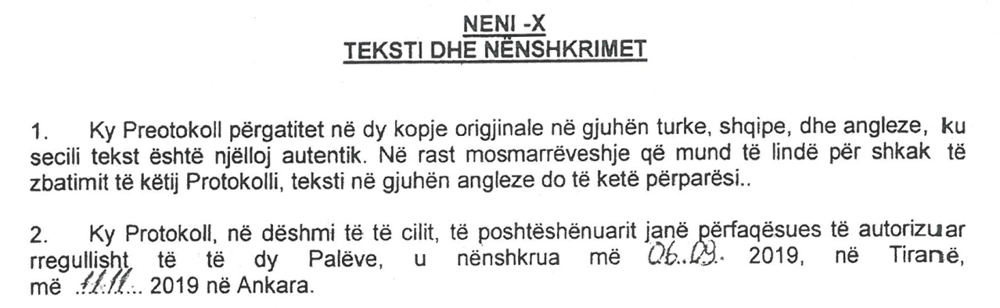 NENI -X
TEKSTI DHE NËNSHKRIMET
1. Ky Preotokoll përgatitet në dy kopje origjinale në gjuhën turke, shqipe, dhe angleze, ku
secili tekst është njëlloj autentik. Në rast mosmarrëveshje që mund të lindë për shkak të
zbatimit të këtij Protokolli, teksti në gjuhën angleze do të ketë përparësi..
2. Ky Protokoll, në dëshmi të të cilit, të poshtëshënuarit janë përfaqësues të autorizuar
rregullisht të të dy Palëve, u nënshkrua më 06..09.. 2019, në Tiranë,
më .11.11... 2019 në Ankara.